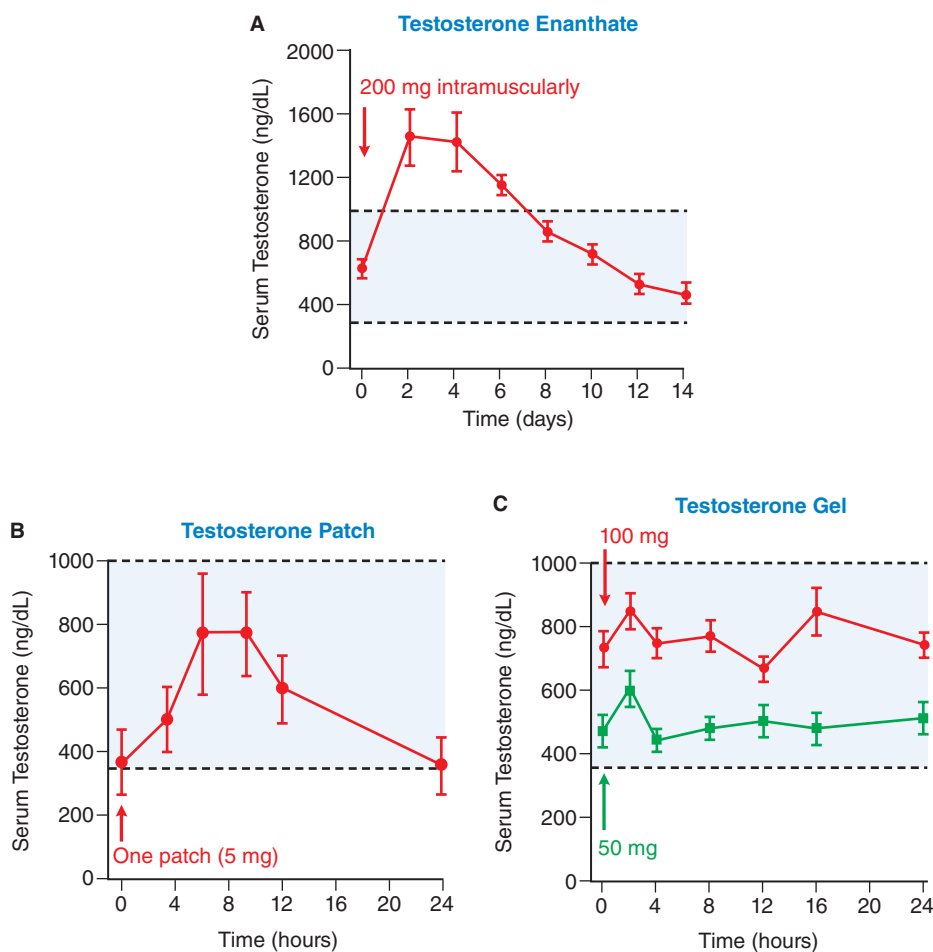 A
Testosterone Enanthate
Serum Testosterone (ng/dL)
2000
1600
1200
800
400
0
200 mg intramuscularly
0 2 4 6 8 10 12 14
Time (days)
B
Testosterone Patch
Serum Testosterone (ng/dL)
1000
800
600
400
200
0
One patch (5 mg)
0 4 8 12 16 20 24
Time (hours)
C
Testosterone Gel
Serum Testosterone (ng/dL)
100 mg
1000
800
600
400
200
0
50 mg
0 4 8 12 16 20 24
Time (hours)